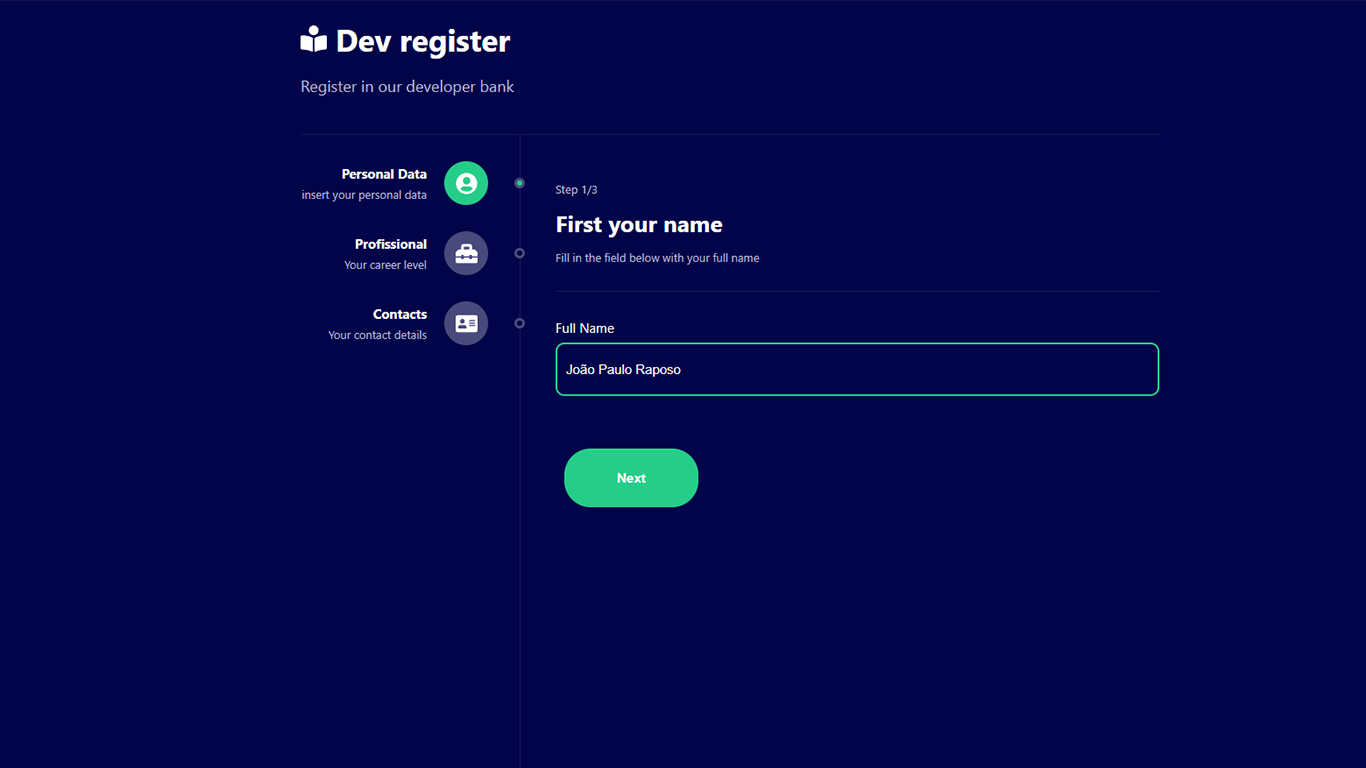 Dev register
Register in our developer bank
Personal Data
insert your personal data
Profissional
Your career level
Contacts
Your contact details
Step 1/3
First your name
Fill in the field below with your full name
Full Name
João Paulo Raposo
Next